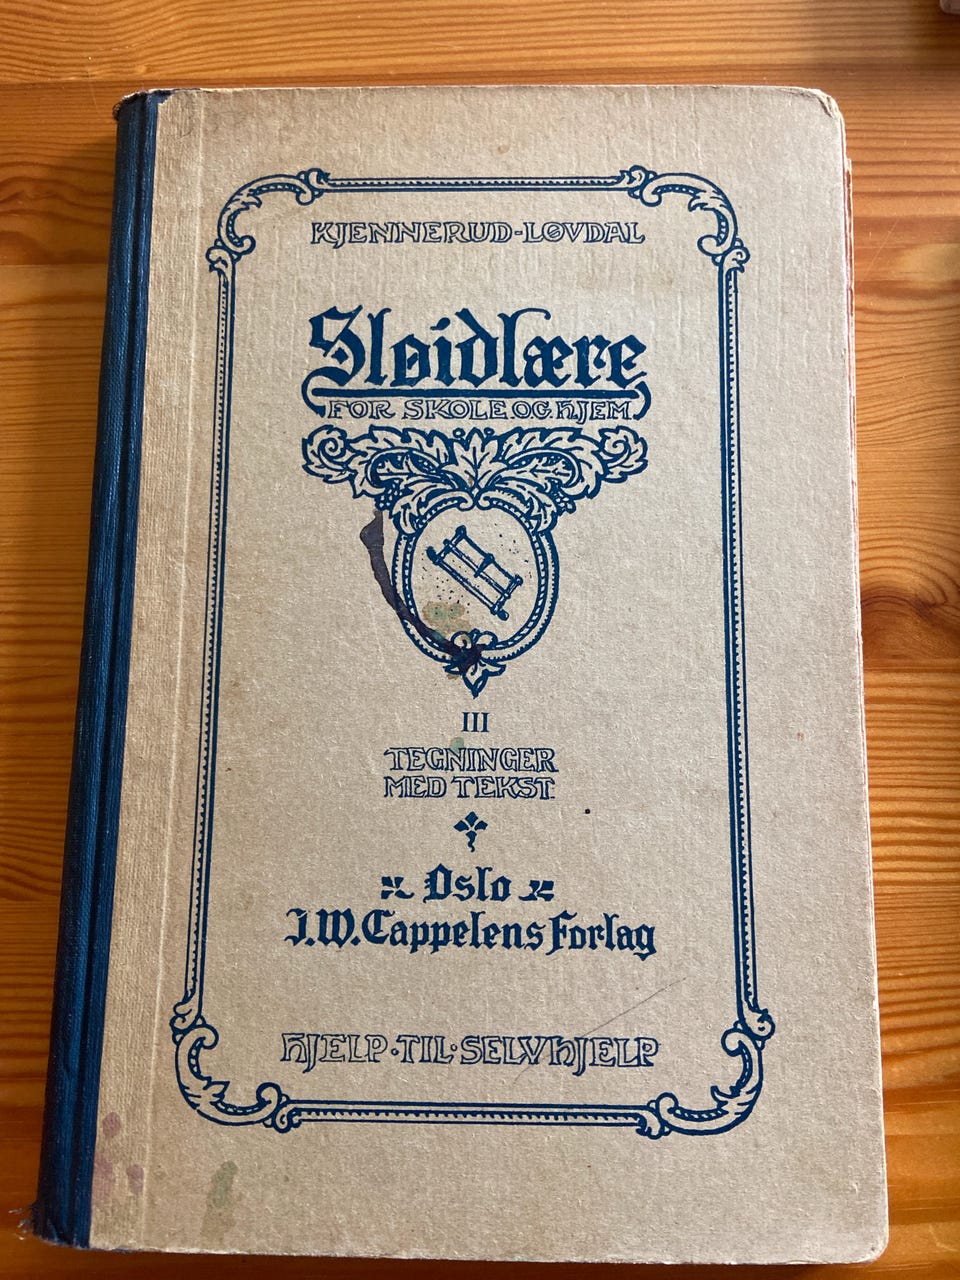 KJENNERUD-LØVDAL
Sløidlære
FOR SKOLE OG HJEM
III
TEGNINGER
MED TEKST
Oslo
J.W. Cappelens Forlag
HJELP·TIL·SELVHJELP